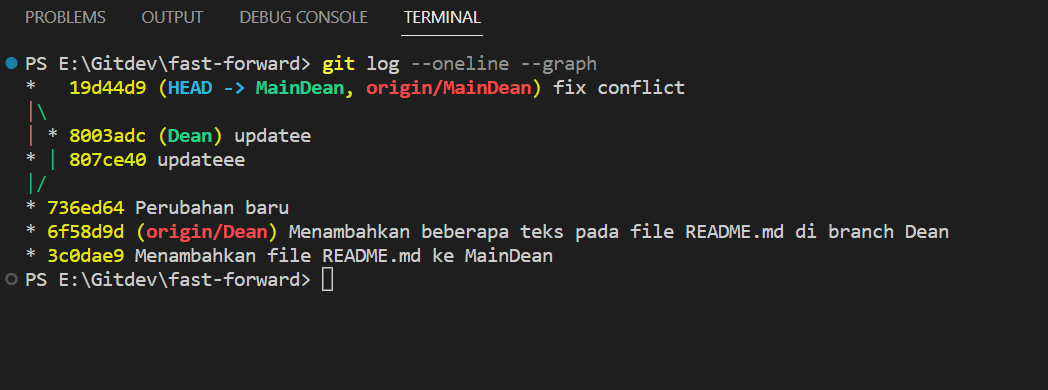 PROBLEMS OUTPUT DEBUG CONSOLE TERMINAL
PS E:\Gitdev\fast-forward> git log --oneline --graph
*   19d44d9 (HEAD -> MainDean, origin/MainDean) fix conflict
|\
| * 8003adc (Dean) updatee
* | 807ce40 updateee
|/
* 736ed64 Perubahan baru
* 6f58d9d (origin/Dean) Menambahkan beberapa teks pada file README.md di branch Dean
* 3c0dae9 Menambahkan file README.md ke MainDean
PS E:\Gitdev\fast-forward>